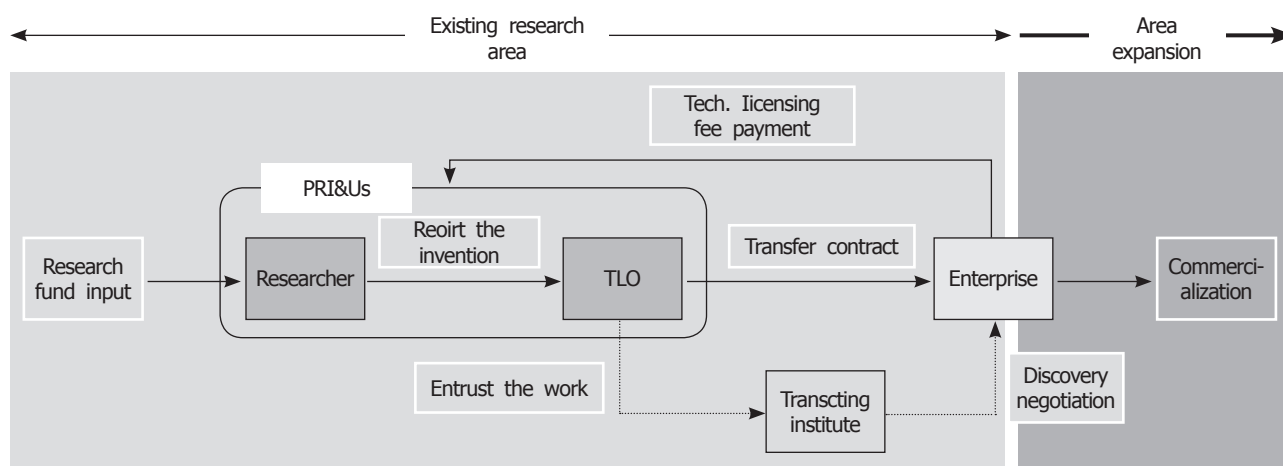 Existing research
area
Area
expansion
Tech. Iicensing
fee payment
PRI&Us
Reoirt the
invention
Research
fund input
Researcher
TLO
Transfer contract
Enterprise
Commerci-
alization
Entrust the work
Transcting
institute
Discovery
negotiation